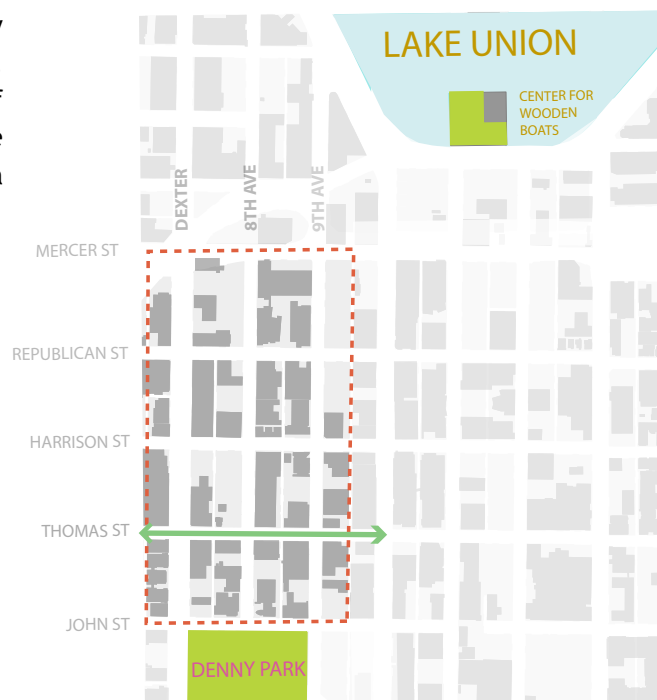 LAKE UNION
CENTER FOR
WOODEN
BOATS
DEXTER
8TH AVE
9TH AVE
MERCER ST
REPUBLICAN ST
HARRISON ST
THOMAS ST
JOHN ST
DENNY PARK